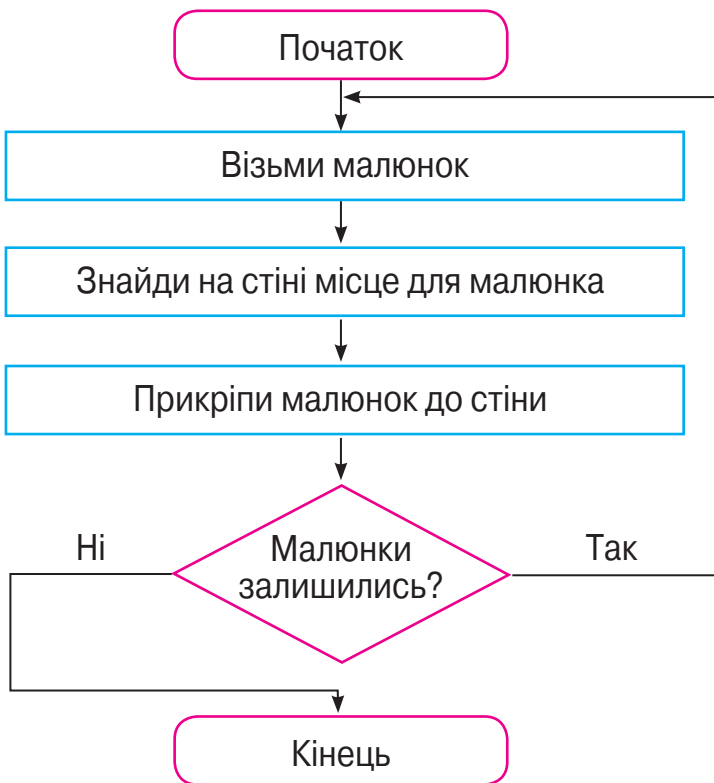 Початок
Візьми малюнок
Знайди на стіні місце для малюнка
Прикріпи малюнок до стіни
Ні
Малюнки
залишились?
Так
Кінець